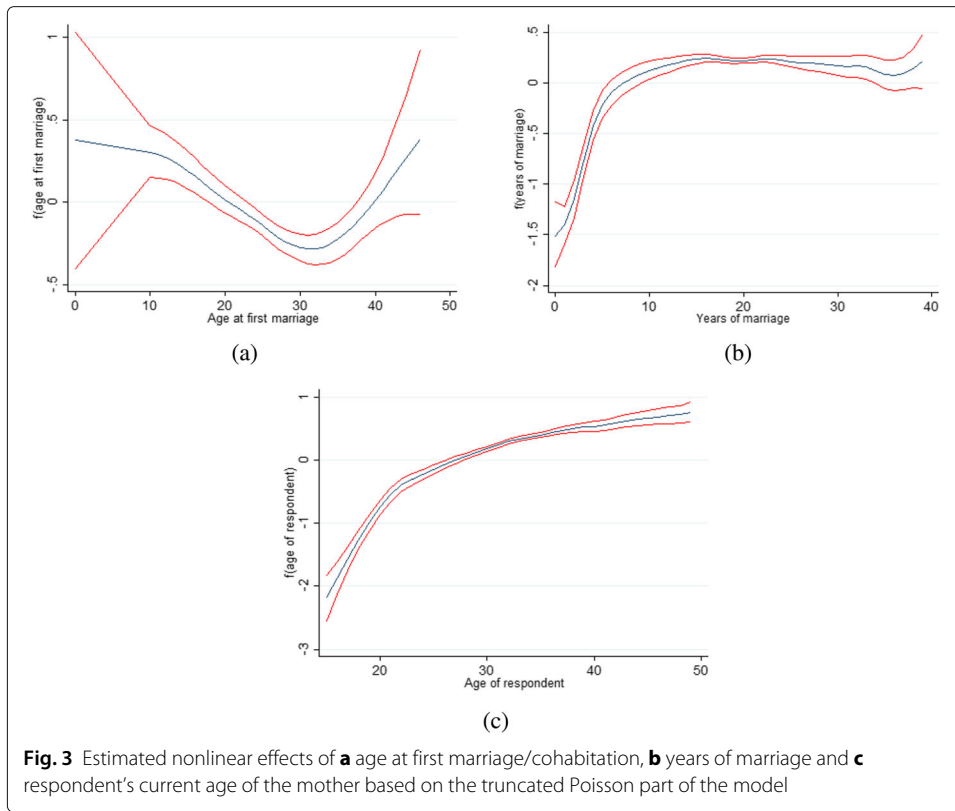 f(age at first marriage)
1
.5
0
-.5
0 10 20 30 40 50
Age at first marriage
(a)
f(years of marriage)
.5
0
-.5
-1
-1.5
-2
0 10 20 30 40
Years of marriage
(b)
f(age of respondent)
1
0
-1
-2
-3
20 30 40 50
Age of respondent
(c)
Fig. 3 Estimated nonlinear effects of a age at first marriage/cohabitation, b years of marriage and c
respondent's current age of the mother based on the truncated Poisson part of the model